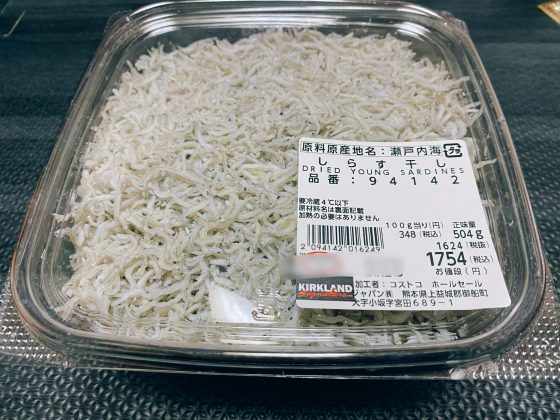 原料原産地名：瀬戸内海 プラ
しらす干し
DRIED YOUNG SARDINES
品番：94142
要冷蔵4℃以下
原材料名は裏面記載
加熱の必要はありません
100g当り(円) 正味量
348(税込) 504g
2 094142 016249
1624(税抜)
1754(税込)
お値段(円)
KIRKLAND
Signature
加工者：コストコ ホールセール
ジャパン㈱ 熊本県上益城郡御船町
大字小坂字宮田689-1